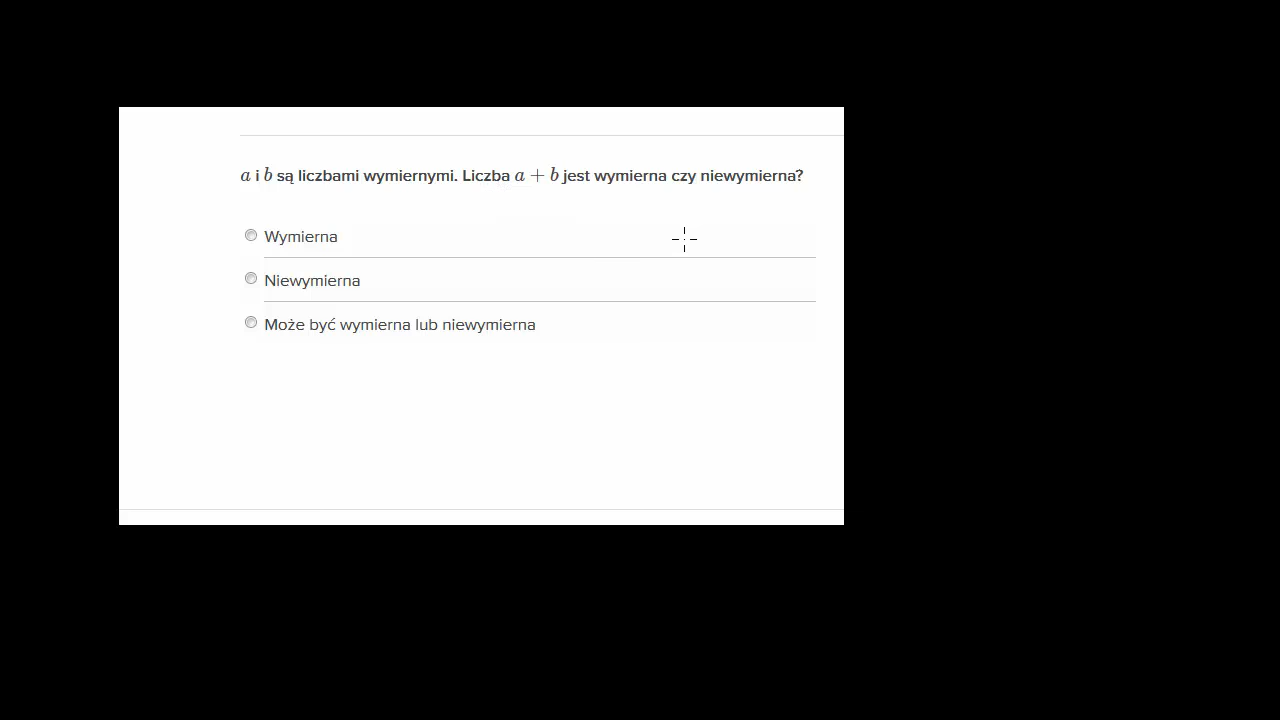 a i b są liczbami wymiernymi. Liczba a + b jest wymierna czy niewymierna?
Wymierna
Niewymierna
Może być wymierna lub niewymierna